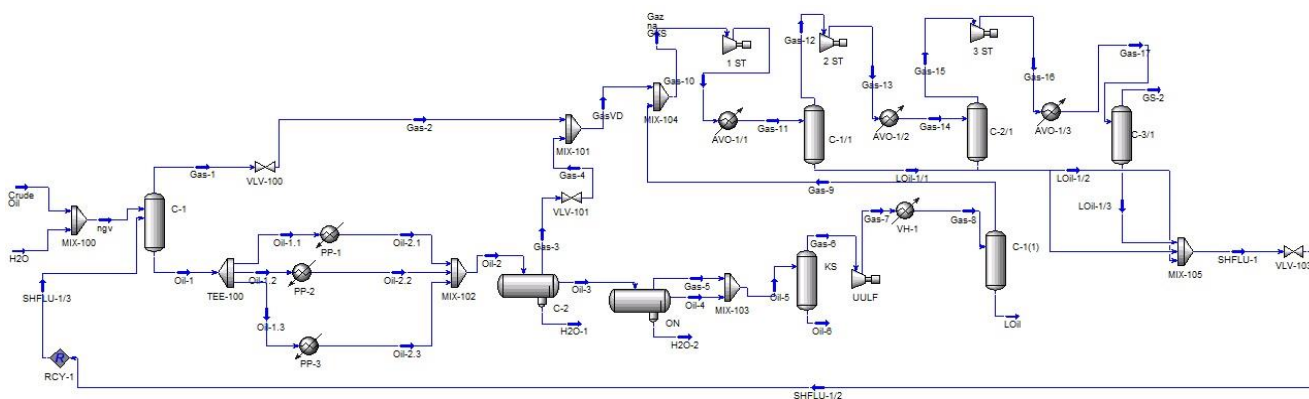 Crude
Oil
H2O
MIX-100
ngv
C-1
Gas-1
VLV-100
Gas-2
Oil-1
TEE-100
Oil-1.1
Oil-1.2
Oil-1.3
PP-1
PP-2
PP-3
Oil-2.1
Oil-2.2
Oil-2.3
MIX-102
Oil-2
C-2
Gas-3
VLV-101
Gas-4
MIX-101
GasVD
H2O-1
Oil-3
ON
H2O-2
Gas-5
Oil-4
MIX-103
Oil-5
KS
Gas-6
Oil-6
UULF
Gas-7
VH-1
Gas-8
C-1(1)
LOil
Gas-9
MIX-104
Gas-10
Gaz
na
GKS
1 ST
AVO-1/1
Gas-11
C-1/1
Gas-12
2 ST
Gas-13
AVO-1/2
Gas-14
C-2/1
Gas-15
3 ST
Gas-16
AVO-1/3
Gas-17
C-3/1
GS-2
LOil-1/1
LOil-1/2
LOil-1/3
MIX-105
SHFLU-1
VLV-103
SHFLU-1/2
R
RCY-1
SHFLU-1/3